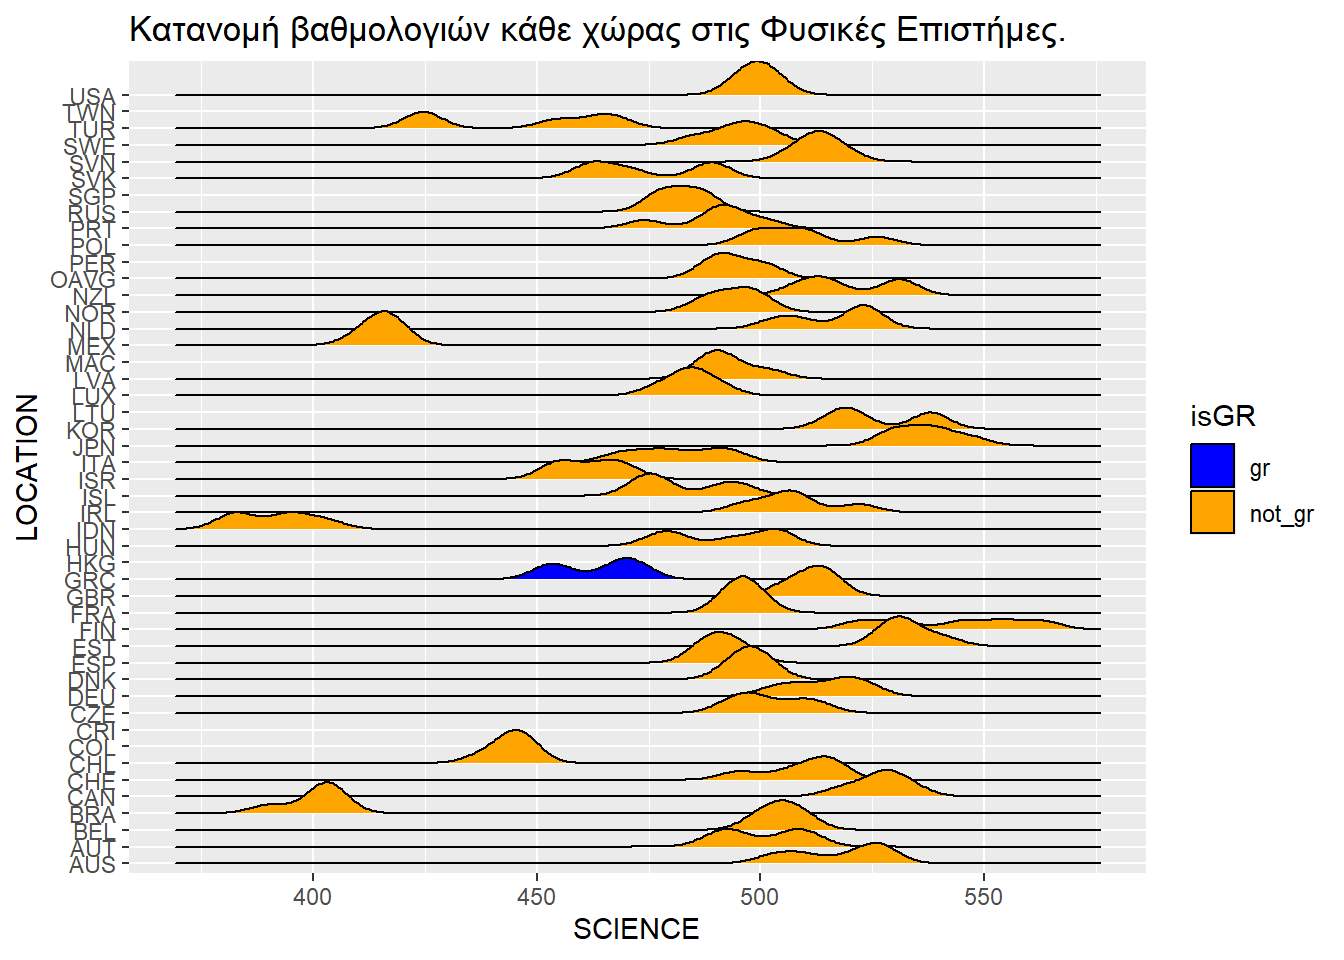 Κατανομή βαθμολογιών κάθε χώρας στις Φυσικές Επιστήμες.
USA
TWN
TUR
SWE
SVN
SVK
SGP
RUS
PRT
POL
PER
OAVG
NZL
NOR
NLD
MEX
MAC
LVA
LUX
LTU
KOR
JPN
ITA
ISR
ISL
IRL
IDN
HUN
HKG
GRC
GBR
FRA
FIN
EST
ESP
DNK
DEU
CZE
CRI
COL
CHL
CHE
CAN
BRA
BEL
AUT
AUS
LOCATION
400 450 500 550
SCIENCE
isGR
gr
not_gr